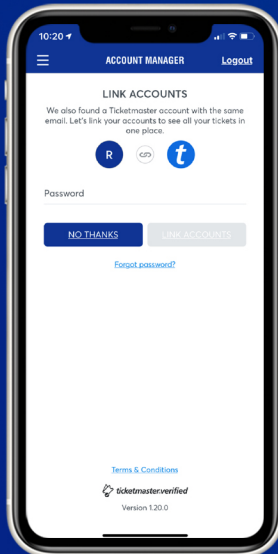 10:20
ACCOUNT MANAGER Logout
LINK ACCOUNTS
We also found a Ticketmaster account with the same
email. Let's link your accounts to see all your tickets in
one place.
R t
Password
NO THANKS LINK ACCOUNTS
Forgot password?
Terms & Conditions
ticketmaster.verified
Version 1.20.0